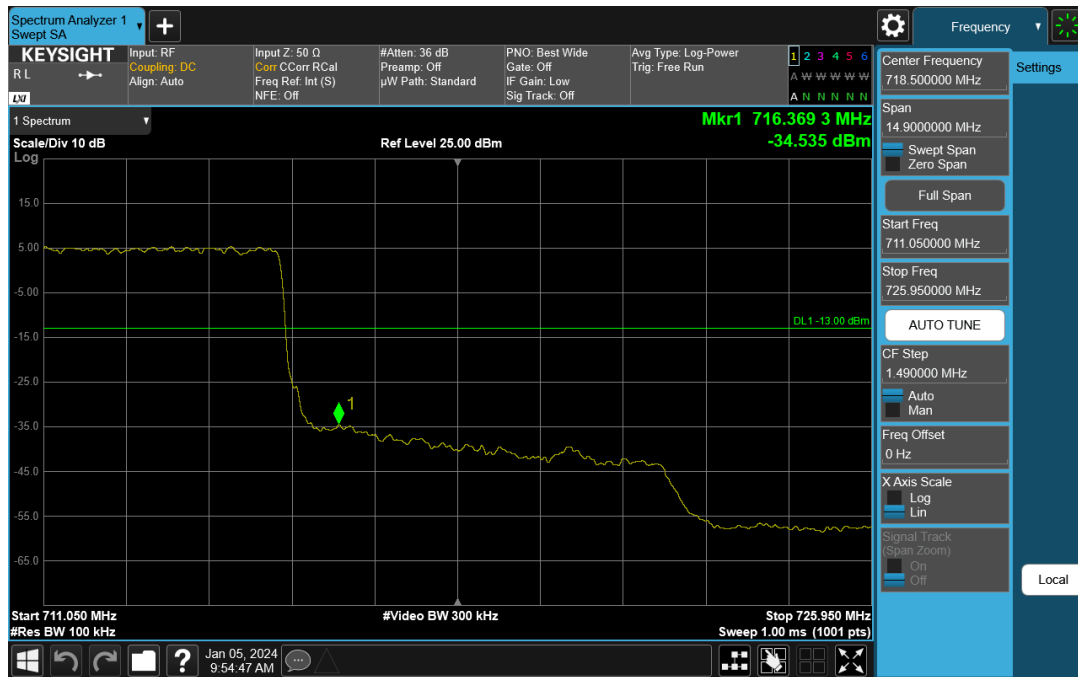 Spectrum Analyzer 1
Swept SA
+
Frequency
KEYSIGHT
R L
LXI
Input: RF
Coupling: DC
Align: Auto
Input Z: 50 Ω
Corr CCorr RCal
Freq Ref: Int (S)
NFE: Off
#Atten: 36 dB
Preamp: Off
µW Path: Standard
PNO: Best Wide
Gate: Off
IF Gain: Low
Sig Track: Off
Avg Type: Log-Power
Trig: Free Run
1 2 3 4 5 6
A W W W W W
A N N N N N
1 Spectrum
Scale/Div 10 dB
Log
Ref Level 25.00 dBm
Mkr1 716.369 3 MHz
-34.535 dBm
15.0
5.00
-5.00
DL1 -13.00 dBm
-15.0
-25.0
1
-35.0
-45.0
-55.0
-65.0
Start 711.050 MHz
#Res BW 100 kHz
#Video BW 300 kHz
Stop 725.950 MHz
Sweep 1.00 ms (1001 pts)
Center Frequency
718.500000 MHz
Span
14.9000000 MHz
Swept Span
Zero Span
Full Span
Start Freq
711.050000 MHz
Stop Freq
725.950000 MHz
AUTO TUNE
CF Step
1.490000 MHz
Auto
Man
Freq Offset
0 Hz
X Axis Scale
Log
Lin
Signal Track
(Span Zoom)
On
Off
Settings
Local
?
Jan 05, 2024
9:54:47 AM